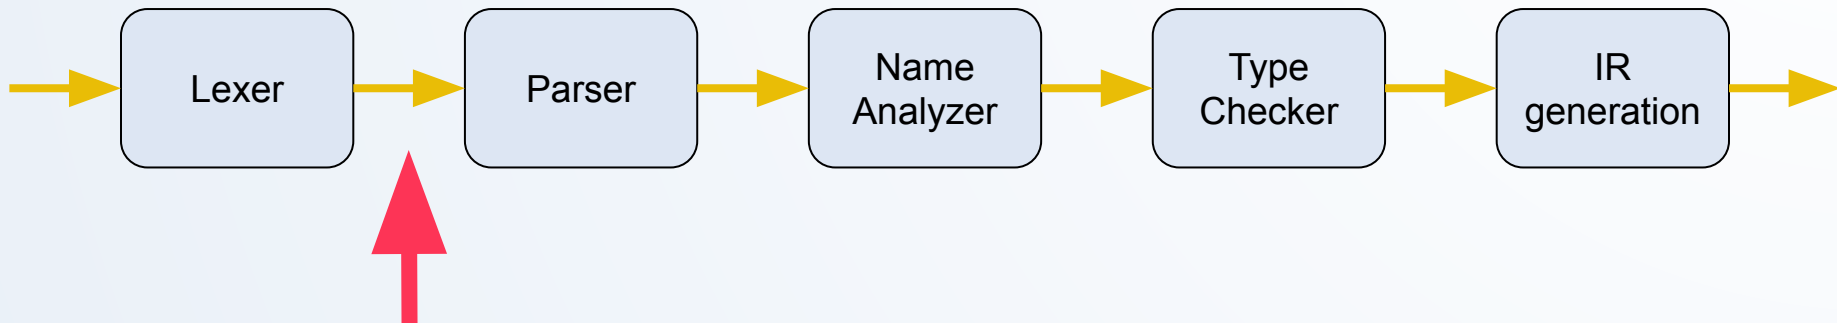 Lexer
Parser
Name
Analyzer
Type
Checker
IR
generation